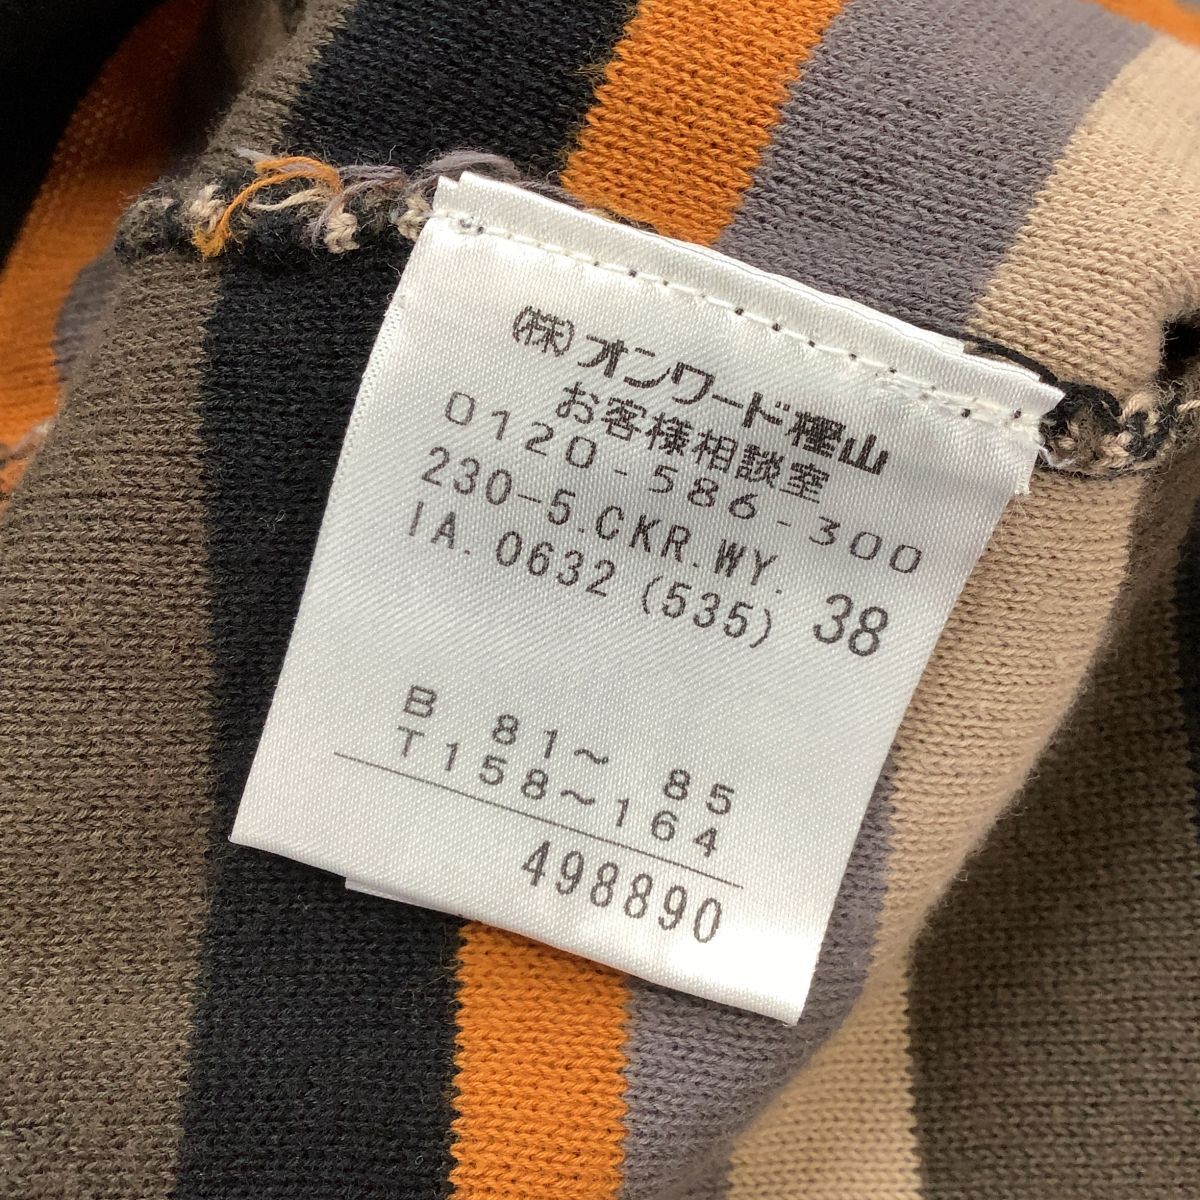 (株)オンワード樫山
お客様相談室
0120-586-300
230-5.CKR.WY.
IA.0632(535) 38
B 81～ 85
T158～164
498890